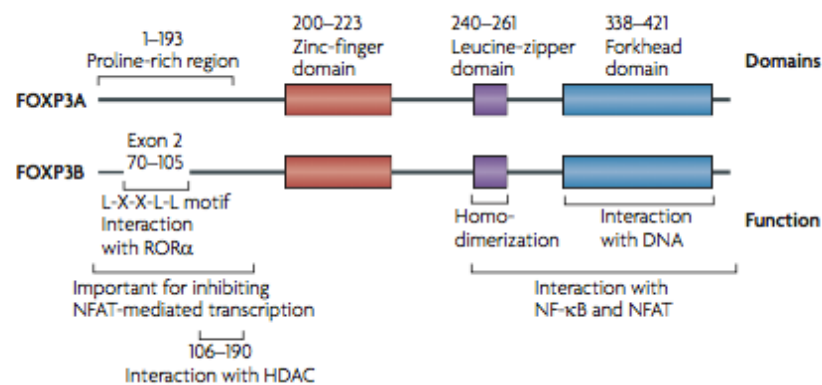 1–193
Proline-rich region
200–223
Zinc-finger
domain
240–261
Leucine-zipper
domain
338–421
Forkhead
domain
Domains
FOXP3A
Exon 2
70–105
FOXP3B
L-X-X-L-L motif
Interaction
with RORα
Homo-
dimerization
Interaction
with DNA
Function
Important for inhibiting
NFAT-mediated transcription
Interaction with
NF-κB and NFAT
106–190
Interaction with HDAC